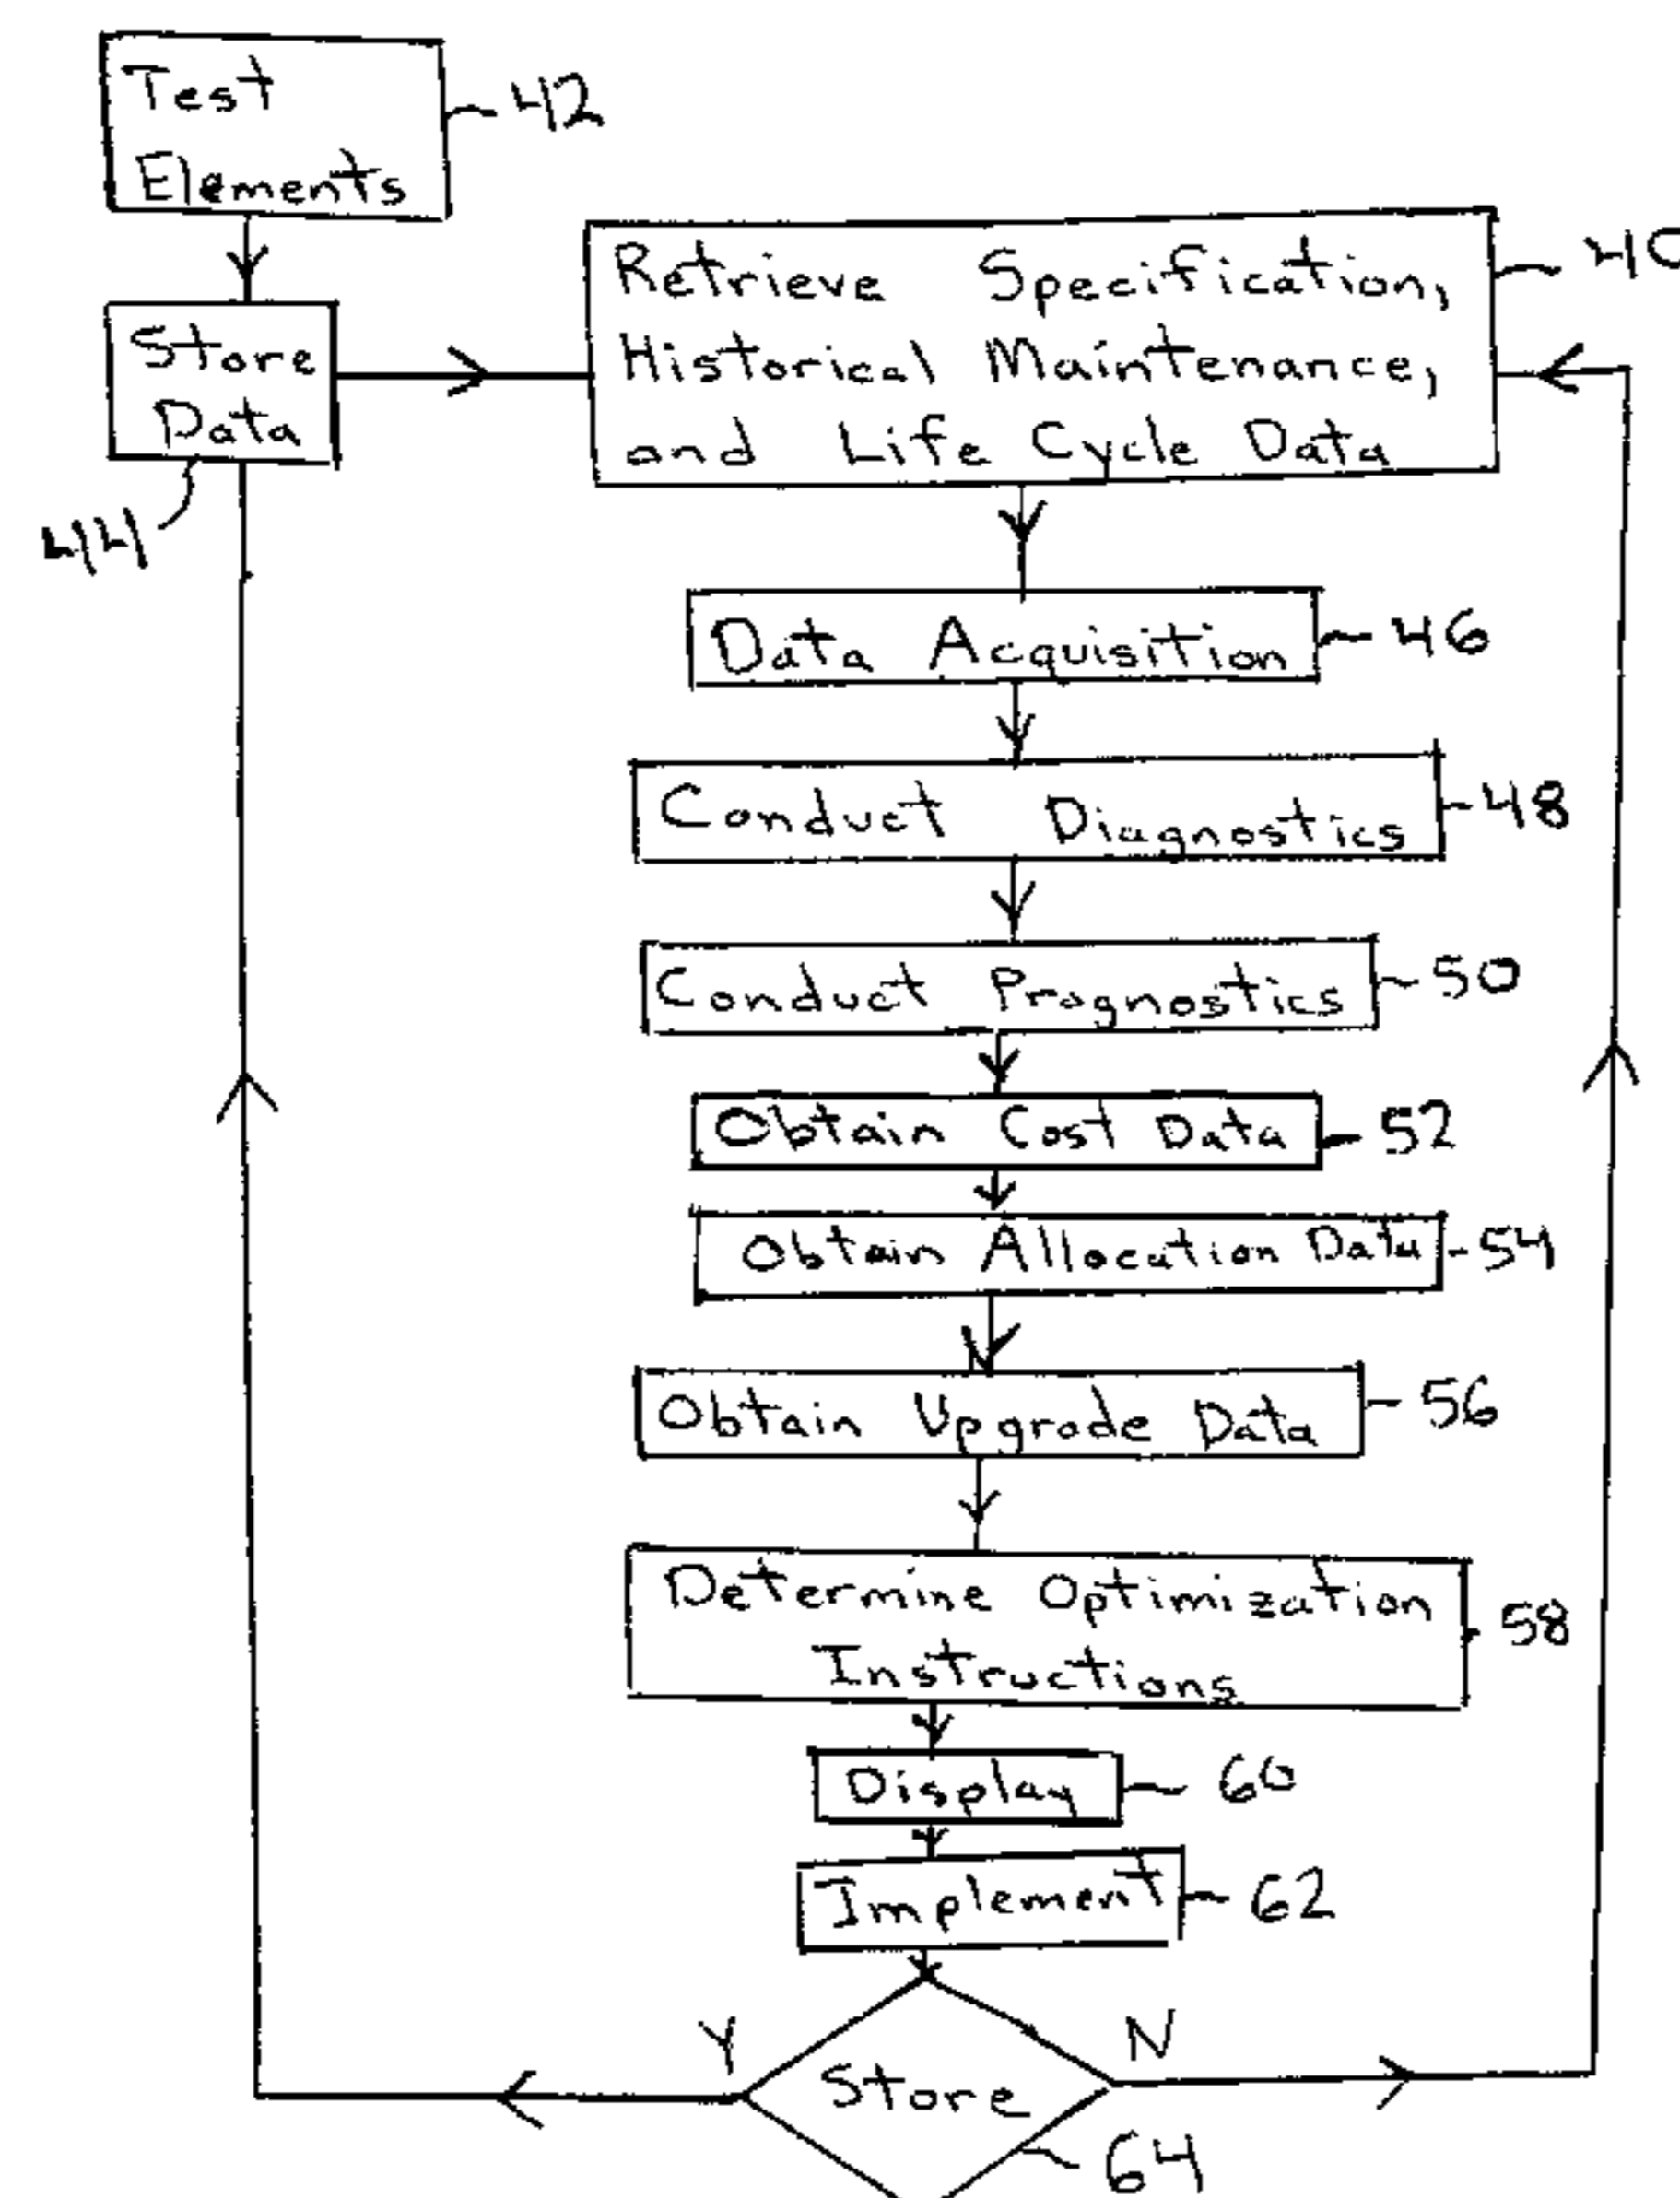 Test
Elements
42
Retrieve Specification,
Historical Maintenance,
and Life Cycle Data
40
Store
Data
44
Data Acquisition
46
Conduct Diagnostics
48
Conduct Prognostics
50
Obtain Cost Data
52
Obtain Allocation Data
54
Obtain Upgrade Data
56
Determine Optimization
Instructions
58
Display
60
Implement
62
Y
N
Store
64